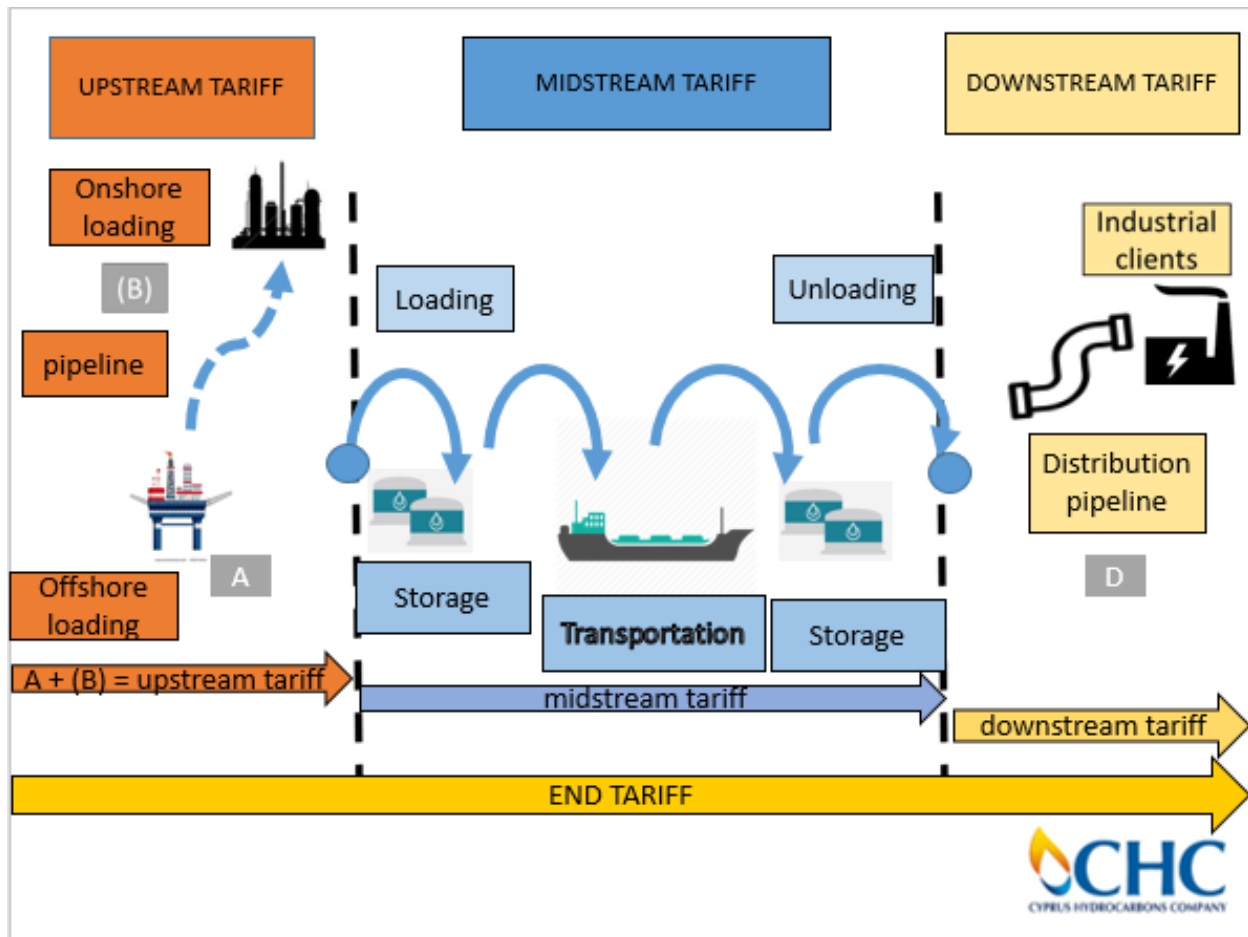 UPSTREAM TARIFF
MIDSTREAM TARIFF
DOWNSTREAM TARIFF
Onshore
loading
(B)
pipeline
A
Offshore
loading
Loading
Unloading
Storage
Transportation
Storage
Industrial
clients
Distribution
pipeline
D
A + (B) = upstream tariff
midstream tariff
downstream tariff
END TARIFF
CHC
CYPRUS HYDROCARBONS COMPANY